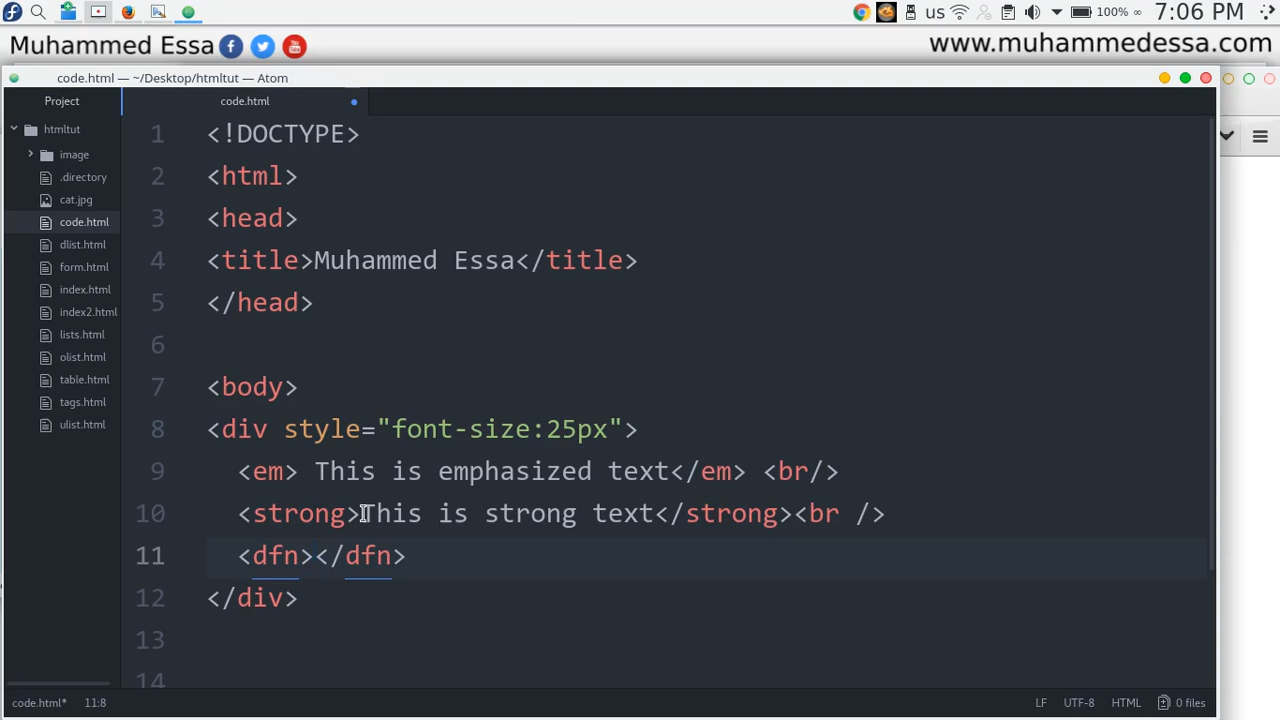 us
100%
7:06 PM
Muhammed Essa
www.muhammedessa.com
code.html — ~/Desktop/htmltut — Atom
Project
code.html
htmltut
image
.directory
cat.jpg
code.html
dlist.html
form.html
index.html
index2.html
lists.html
olist.html
table.html
tags.html
ulist.html
1 <!DOCTYPE>
2 <html>
3 <head>
4 <title>Muhammed Essa</title>
5 </head>
6
7 <body>
8 <div style="font-size:25px">
9 <em> This is emphasized text</em> <br/>
10 <strong>This is strong text</strong><br />
11 <dfn></dfn>
12 </div>
13
14
code.html* 11:8
LF UTF-8 HTML 0 files